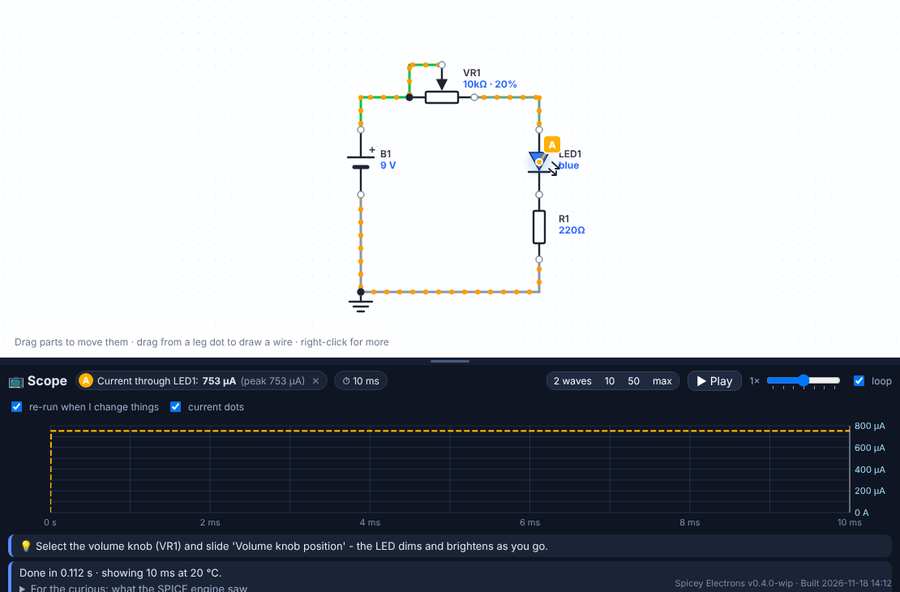 VR1
10kΩ · 20%
+
B1
9 V
A
LED1
blue
R1
220Ω
Drag parts to move them · drag from a leg dot to draw a wire · right-click for more
Scope A Current through LED1: 753 µA (peak 753 µA) × 10 ms 2 waves 10 50 max Play 1× loop
re-run when I change things current dots
800 µA
600 µA
400 µA
200 µA
0 A
0 s 2 ms 4 ms 6 ms 8 ms 10 ms
Select the volume knob (VR1) and slide 'Volume knob position' - the LED dims and brightens as you go.
Done in 0.112 s · showing 10 ms at 20 °C.
For the curious: what the SPICE engine saw
Spicey Electrons v0.4.0-wip · Built 2026-11-18 14:12